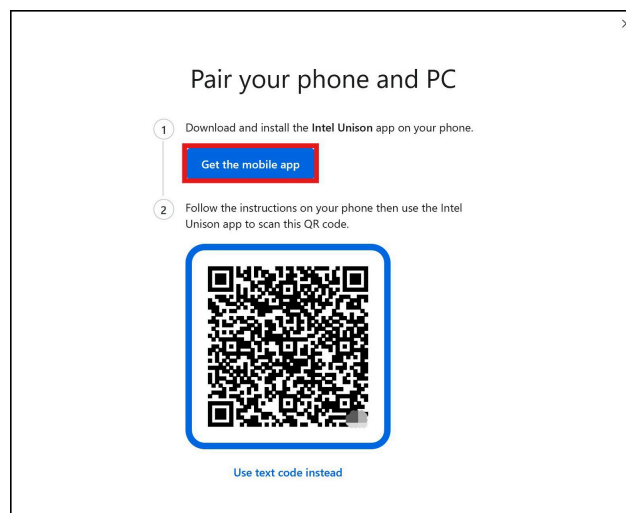 Pair your phone and PC
1
Download and install the Intel Unison app on your phone.
Get the mobile app
2
Follow the instructions on your phone then use the Intel
Unison app to scan this QR code.
Use text code instead